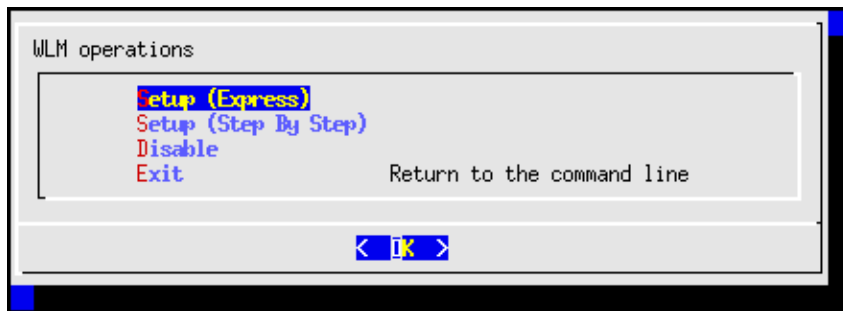 WLM operations
Setup (Express)
Setup (Step By Step)
Disable
Exit Return to the command line
< OK >